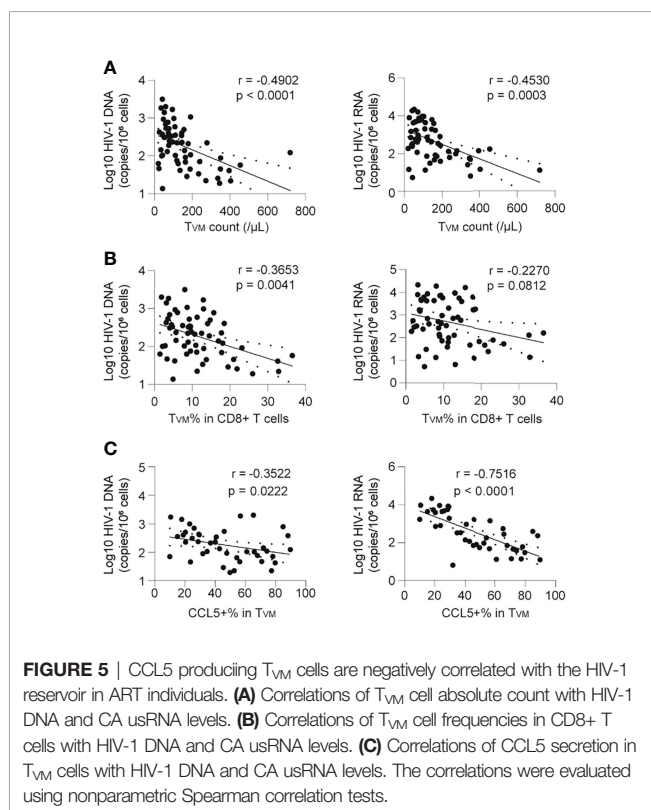 A
r = -0.4902
p < 0.0001
Log10 HIV-1 DNA
(copies/10⁶ cells)
4
3
2
1
0
200
400
600
800
TVM count (/µL)
r = -0.4530
p = 0.0003
Log10 HIV-1 RNA
(copies/10⁶ cells)
6
4
2
0
0
200
400
600
800
TVM count (/µL)
B
r = -0.3653
p = 0.0041
Log10 HIV-1 DNA
(copies/10⁶ cells)
4
3
2
1
0
10
20
30
40
TVM% in CD8+ T cells
r = -0.2270
p = 0.0812
Log10 HIV-1 RNA
(copies/10⁶ cells)
5
4
3
2
1
0
0
10
20
30
40
TVM% in CD8+ T cells
C
r = -0.3522
p = 0.0222
Log10 HIV-1 DNA
(copies/10⁶ cells)
5
4
3
2
1
0
20
40
60
80
100
CCL5+% in TVM
r = -0.7516
p < 0.0001
Log10 HIV-1 RNA
(copies/10⁶ cells)
6
4
2
0
0
20
40
60
80
100
CCL5+% in TVM
FIGURE 5 | CCL5 produciing TVM cells are negatively correlated with the HIV-1
reservoir in ART individuals. (A) Correlations of TVM cell absolute count with HIV-1
DNA and CA usRNA levels. (B) Correlations of TVM cell frequencies in CD8+ T
cells with HIV-1 DNA and CA usRNA levels. (C) Correlations of CCL5 secretion in
TVM cells with HIV-1 DNA and CA usRNA levels. The correlations were evaluated
using nonparametric Spearman correlation tests.